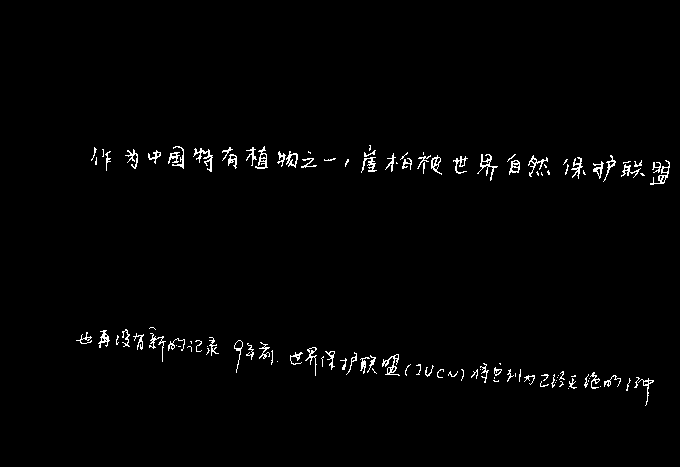 作为中国特有植物之一，崖柏被世界自然保护联盟
也再没有新的记录 9年前，世界保护联盟(IUCN)将它列为已经灭绝的3种